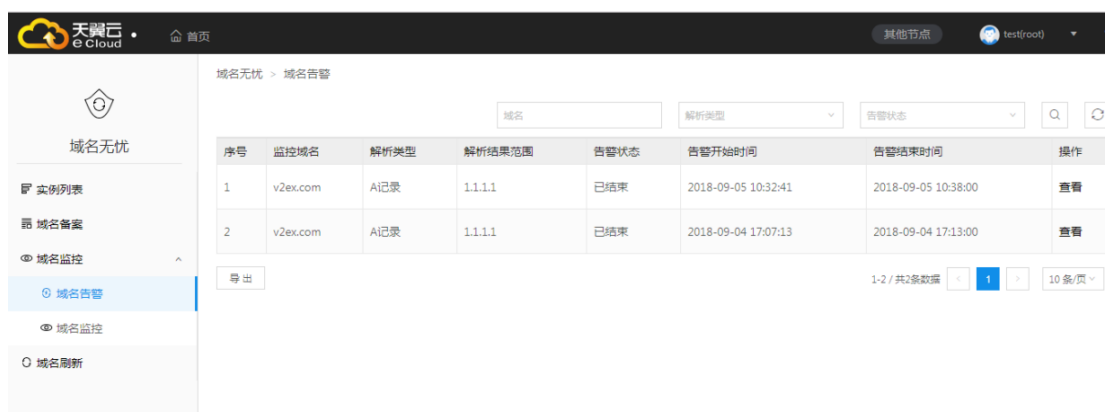 天翼云
e Cloud
首页
其他节点
test(root)
域名无忧
实例列表
域名备案
域名监控
域名告警
域名监控
域名刷新
域名无忧 > 域名告警
域名 解析类型 告警状态
序号 监控域名 解析类型 解析结果范围 告警状态 告警开始时间 告警结束时间 操作
1 v2ex.com A记录 1.1.1.1 已结束 2018-09-05 10:32:41 2018-09-05 10:38:00 查看
2 v2ex.com A记录 1.1.1.1 已结束 2018-09-04 17:07:13 2018-09-04 17:13:00 查看
导出 1-2 / 共2条数据 < 1 > 10 条/页